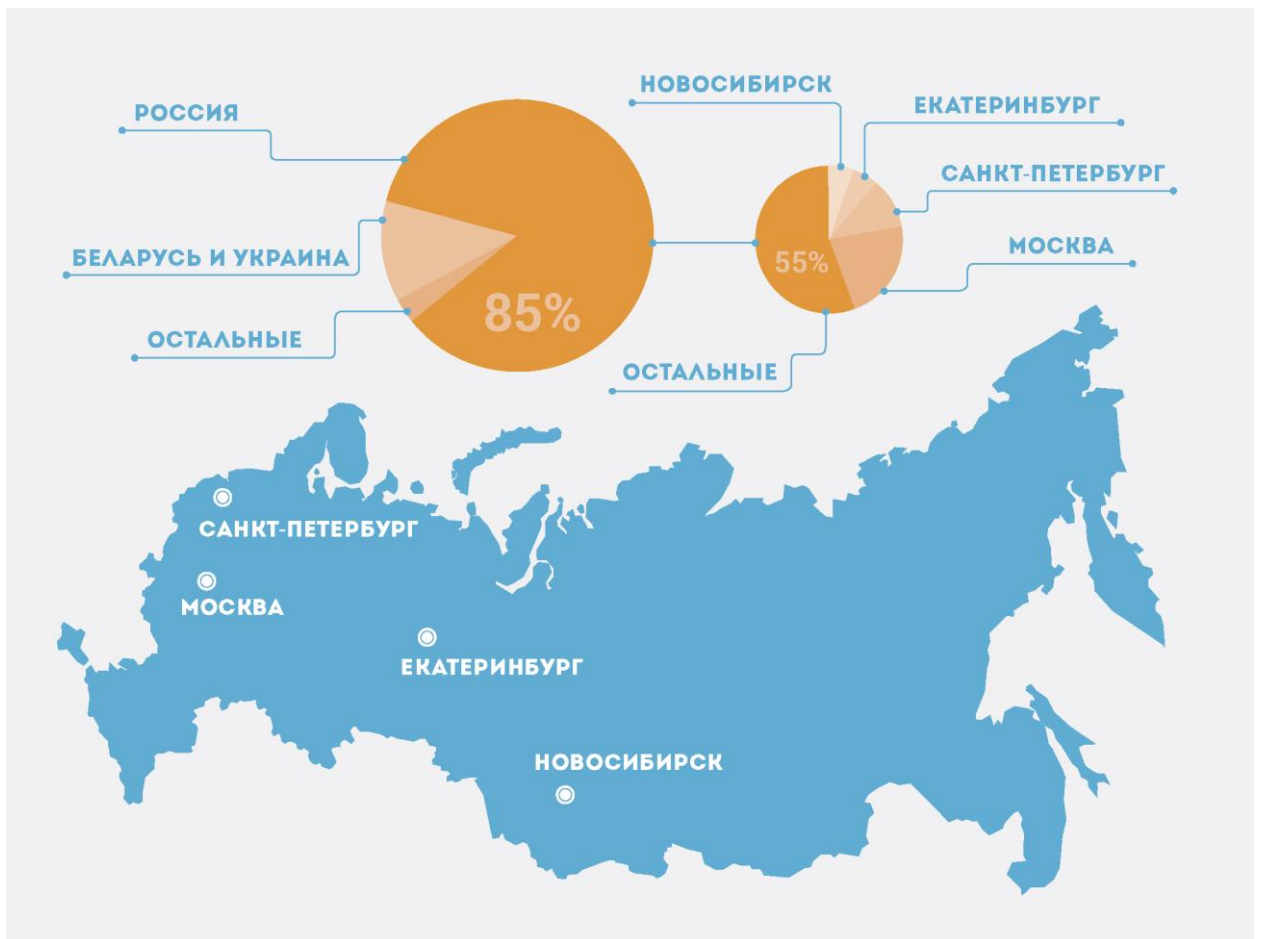 НОВОСИБИРСК
ЕКАТЕРИНБУРГ
РОССИЯ
САНКТ-ПЕТЕРБУРГ
БЕЛАРУСЬ И УКРАИНА
МОСКВА
55%
85%
ОСТАЛЬНЫЕ
ОСТАЛЬНЫЕ
САНКТ-ПЕТЕРБУРГ
МОСКВА
ЕКАТЕРИНБУРГ
НОВОСИБИРСК